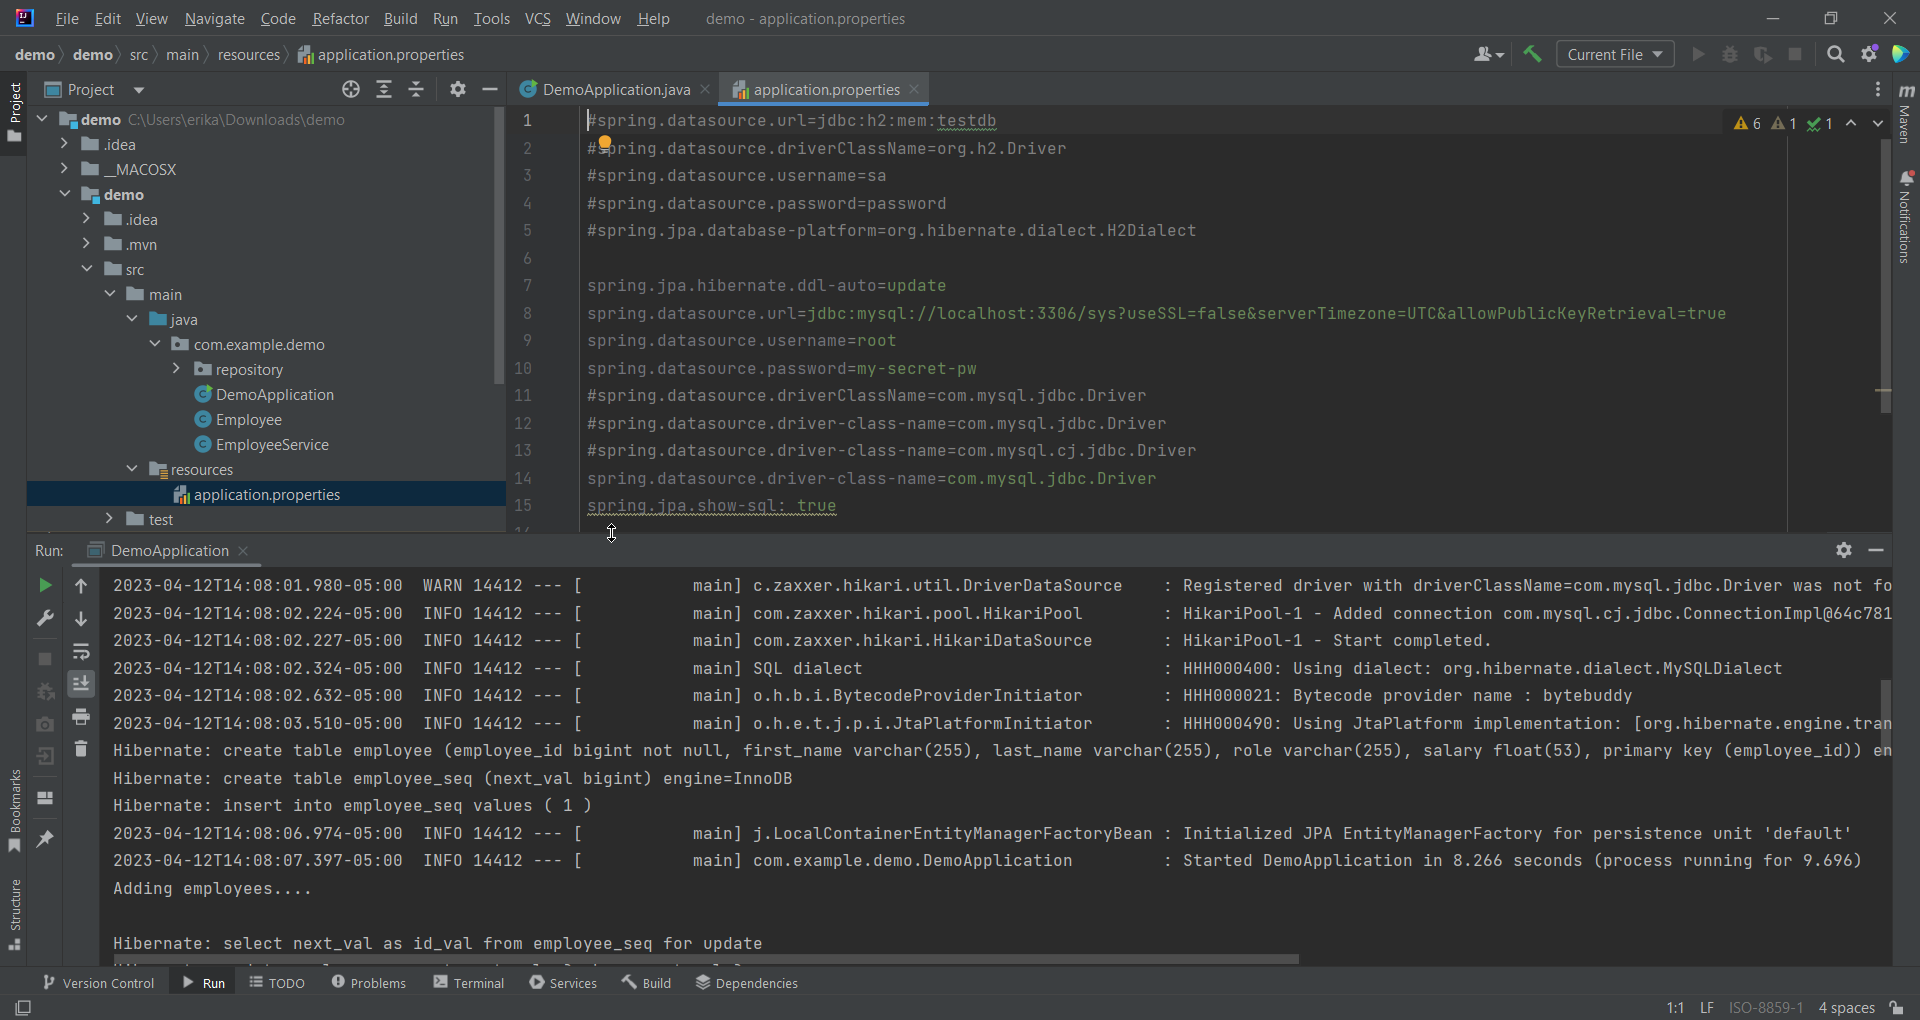 File Edit View Navigate Code Refactor Build Run Tools VCS Window Help demo - application.properties
demo demo src main resources application.properties Current File
Project
Project DemoApplication.java application.properties
demo C:\Users\erika\Downloads\demo
.idea
__MACOSX
demo
.idea
.mvn
src
main
java
com.example.demo
repository
DemoApplication
Employee
EmployeeService
resources
application.properties
test
6 1 1
1 #spring.datasource.url=jdbc:h2:mem:testdb
2 #spring.datasource.driverClassName=org.h2.Driver
3 #spring.datasource.username=sa
4 #spring.datasource.password=password
5 #spring.jpa.database-platform=org.hibernate.dialect.H2Dialect
6
7 spring.jpa.hibernate.ddl-auto=update
8 spring.datasource.url=jdbc:mysql://localhost:3306/sys?useSSL=false&serverTimezone=UTC&allowPublicKeyRetrieval=true
9 spring.datasource.username=root
10 spring.datasource.password=my-secret-pw
11 #spring.datasource.driverClassName=com.mysql.jdbc.Driver
12 #spring.datasource.driver-class-name=com.mysql.jdbc.Driver
13 #spring.datasource.driver-class-name=com.mysql.cj.jdbc.Driver
14 spring.datasource.driver-class-name=com.mysql.jdbc.Driver
15 spring.jpa.show-sql: true
Maven
Notifications
Run: DemoApplication
2023-04-12T14:08:01.980-05:00 WARN 14412 --- [ main] c.zaxxer.hikari.util.DriverDataSource : Registered driver with driverClassName=com.mysql.jdbc.Driver was not fo
2023-04-12T14:08:02.224-05:00 INFO 14412 --- [ main] com.zaxxer.hikari.pool.HikariPool : HikariPool-1 - Added connection com.mysql.cj.jdbc.ConnectionImpl@64c781
2023-04-12T14:08:02.227-05:00 INFO 14412 --- [ main] com.zaxxer.hikari.HikariDataSource : HikariPool-1 - Start completed.
2023-04-12T14:08:02.324-05:00 INFO 14412 --- [ main] SQL dialect : HHH000400: Using dialect: org.hibernate.dialect.MySQLDialect
2023-04-12T14:08:02.632-05:00 INFO 14412 --- [ main] o.h.b.i.BytecodeProviderInitiator : HHH000021: Bytecode provider name : bytebuddy
2023-04-12T14:08:03.510-05:00 INFO 14412 --- [ main] o.h.e.t.j.p.i.JtaPlatformInitiator : HHH000490: Using JtaPlatform implementation: [org.hibernate.engine.tran
Hibernate: create table employee (employee_id bigint not null, first_name varchar(255), last_name varchar(255), role varchar(255), salary float(53), primary key (employee_id)) en
Hibernate: create table employee_seq (next_val bigint) engine=InnoDB
Hibernate: insert into employee_seq values ( 1 )
2023-04-12T14:08:06.974-05:00 INFO 14412 --- [ main] j.LocalContainerEntityManagerFactoryBean : Initialized JPA EntityManagerFactory for persistence unit 'default'
2023-04-12T14:08:07.397-05:00 INFO 14412 --- [ main] com.example.demo.DemoApplication : Started DemoApplication in 8.266 seconds (process running for 9.696)
Adding employees....
Hibernate: select next_val as id_val from employee_seq for update
Bookmarks
Structure
Version Control Run TODO Problems Terminal Services Build Dependencies
1:1 LF ISO-8859-1 4 spaces